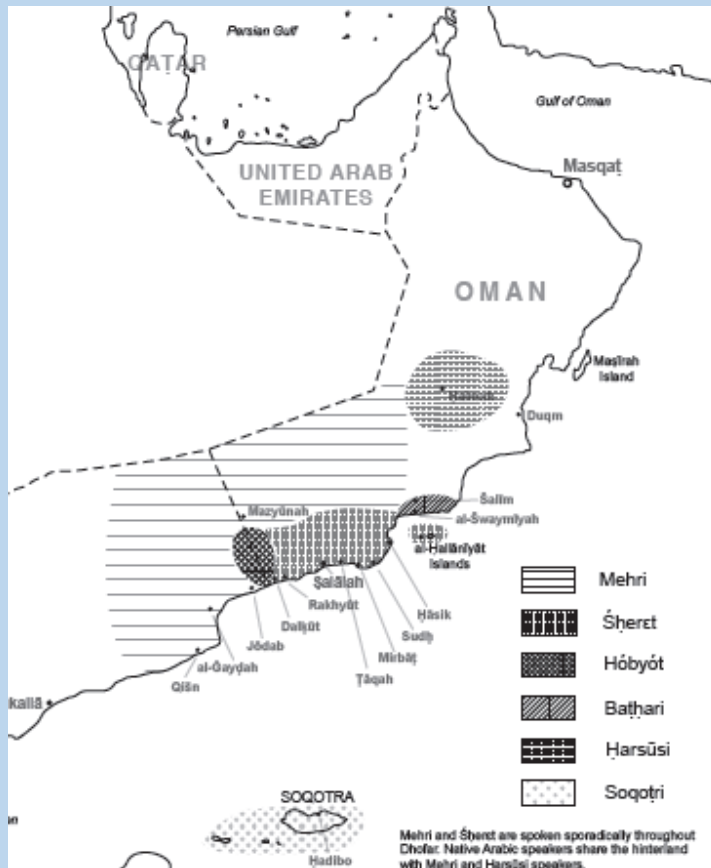 Persian Gulf
QAṬAR
Gulf of Oman
UNITED ARAB
EMIRATES
Masqaṭ
OMAN
Maṣīrah
Island
Duqm
Šalīm
al-Šwaymīyah
Mazyūnah
al-Ḥallānīyāt
Islands
Ṣalālah
Rakhyūt
Ḥāsik
Dalḳūt
Sudḥ
Jōdab
Mirbāṭ
al-Ġayḍah
Ṭāqah
Qišn
kallā
Mehri
Śḥerɛt
Hóbyót
Baṭḥari
Ḥarsūsi
Soqoṭri
SOQOTRA
Ḥadibo
Mehri and Śḥerɛt are spoken sporadically throughout
Dhofar. Native Arabic speakers share the hinterland
with Mehri and Ḥarsūsi speakers.